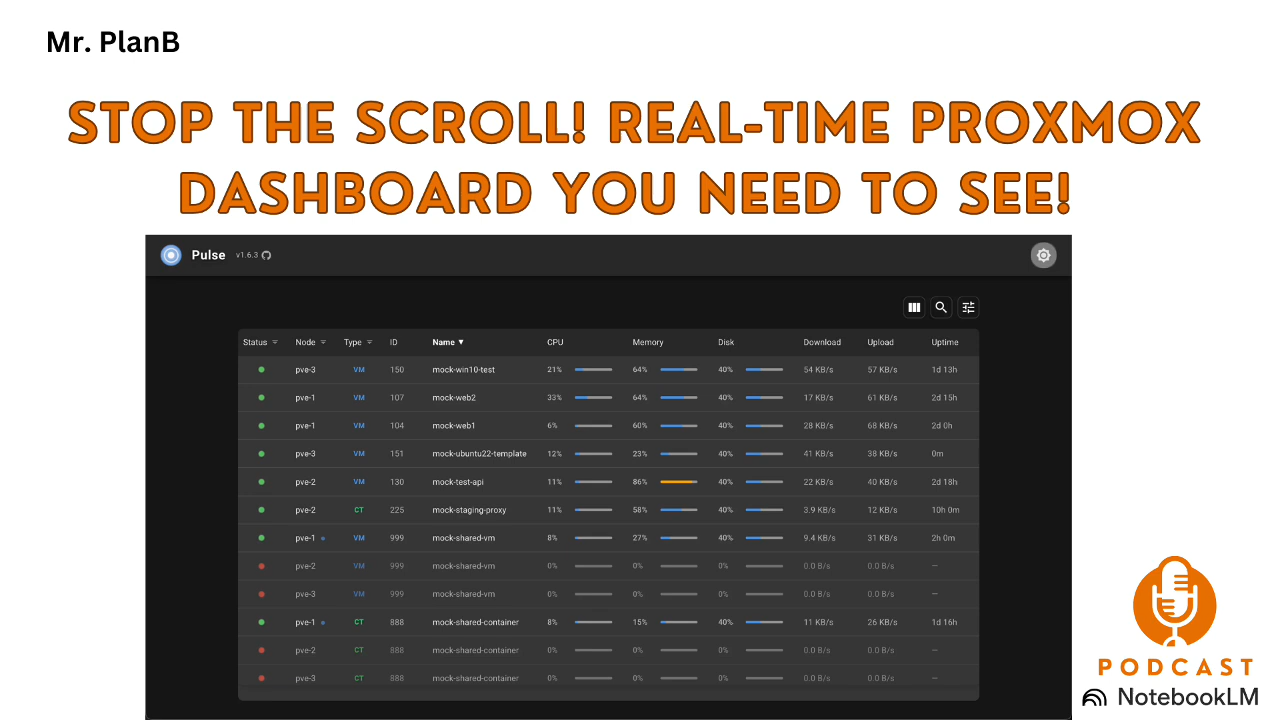 Mr. PlanB
STOP THE SCROLL! REAL-TIME PROXMOX
DASHBOARD YOU NEED TO SEE!
Pulse v1.6.3
Status Node Type ID Name ▼ CPU Memory Disk Download Upload Uptime
pve-3 VM 150 mock-win10-test 21% 64% 40% 54 KB/s 57 KB/s 1d 13h
pve-1 VM 107 mock-web2 33% 64% 40% 17 KB/s 61 KB/s 2d 15h
pve-1 VM 104 mock-web1 6% 60% 40% 28 KB/s 68 KB/s 2d 0h
pve-3 VM 151 mock-ubuntu22-template 12% 23% 40% 41 KB/s 38 KB/s 0m
pve-2 VM 130 mock-test-api 11% 86% 40% 22 KB/s 40 KB/s 2d 18h
pve-2 CT 225 mock-staging-proxy 11% 58% 40% 3.9 KB/s 12 KB/s 10h 0m
pve-1 VM 999 mock-shared-vm 8% 27% 40% 9.4 KB/s 31 KB/s 2h 0m
pve-2 VM 999 mock-shared-vm 0% 0% 0% 0.0 B/s 0.0 B/s —
pve-3 VM 999 mock-shared-vm 0% 0% 0% 0.0 B/s 0.0 B/s —
pve-1 CT 888 mock-shared-container 8% 15% 40% 11 KB/s 26 KB/s 1d 16h
pve-2 CT 888 mock-shared-container 0% 0% 0% 0.0 B/s 0.0 B/s —
pve-3 CT 888 mock-shared-container 0% 0% 0% 0.0 B/s 0.0 B/s —
PODCAST
NotebookLM